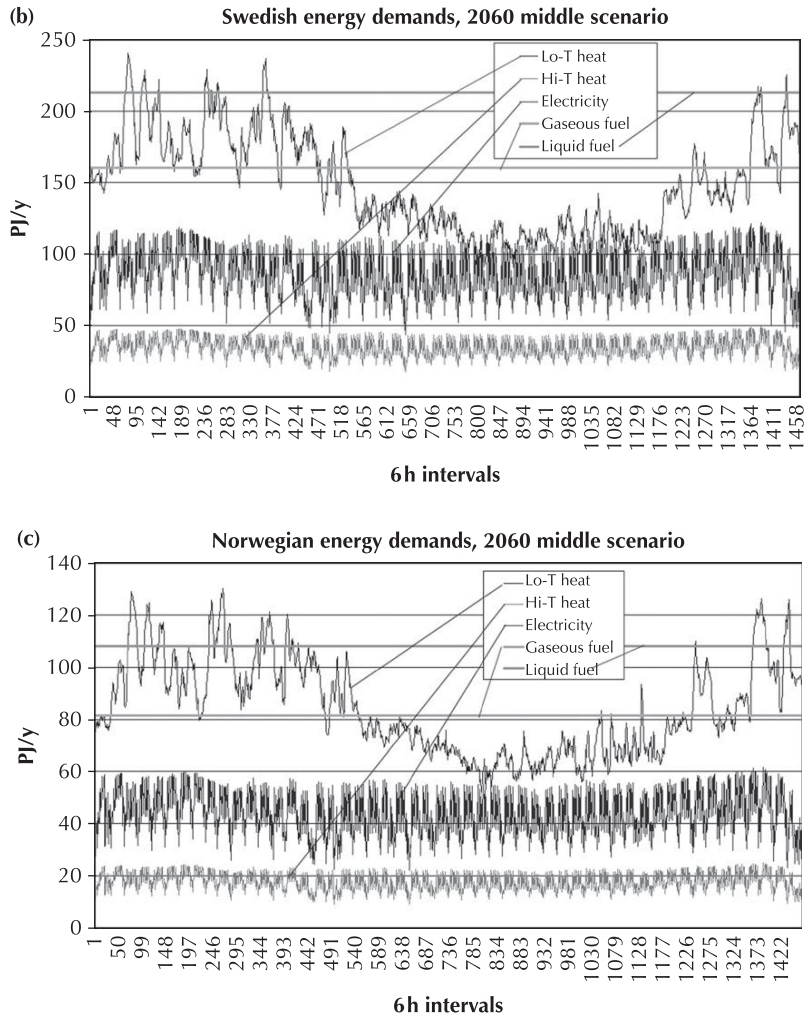 (b)
Swedish energy demands, 2060 middle scenario
250
200
150
100
50
0
PJ/y
Lo-T heat
Hi-T heat
Electricity
Gaseous fuel
Liquid fuel
1 48 95 142 189 236 283 330 377 424 471 518 565 612 659 706 753 800 847 894 941 988 1035 1082 1129 1176 1223 1270 1317 1364 1411 1458
6 h intervals
(c)
Norwegian energy demands, 2060 middle scenario
140
120
100
80
60
40
20
0
PJ/y
Lo-T heat
Hi-T heat
Electricity
Gaseous fuel
Liquid fuel
1 50 99 148 197 246 295 344 393 442 491 540 589 638 687 736 785 834 883 932 981 1030 1079 1128 1177 1226 1275 1324 1373 1422
6 h intervals